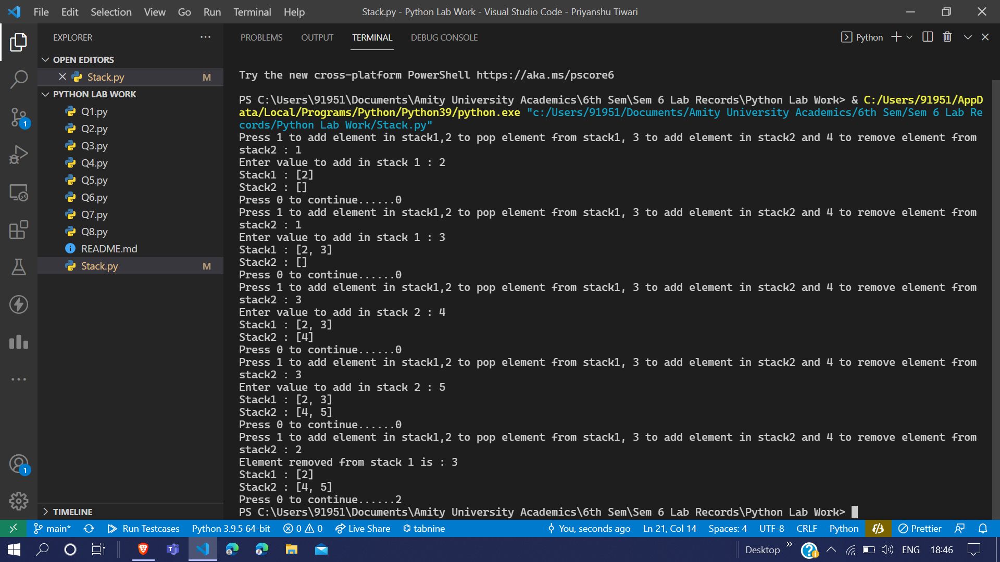 File Edit Selection View Go Run Terminal Help
Stack.py - Python Lab Work - Visual Studio Code - Priyanshu Tiwari
EXPLORER
OPEN EDITORS
Stack.py M
PYTHON LAB WORK
Q1.py
Q2.py
Q3.py
Q4.py
Q5.py
Q6.py
Q7.py
Q8.py
README.md
Stack.py M
TIMELINE
1
1
PROBLEMS OUTPUT TERMINAL DEBUG CONSOLE
Python
Try the new cross-platform PowerShell https://aka.ms/pscore6
PS C:\Users\91951\Documents\Amity University Academics\6th Sem\Sem 6 Lab Records\Python Lab Work> & C:/Users/91951/AppD
ata/Local/Programs/Python/Python39/python.exe "c:/Users/91951/Documents/Amity University Academics/6th Sem/Sem 6 Lab Re
cords/Python Lab Work/Stack.py"
Press 1 to add element in stack1,2 to pop element from stack1, 3 to add element in stack2 and 4 to remove element from
stack2 : 1
Enter value to add in stack 1 : 2
Stack1 : [2]
Stack2 : []
Press 0 to continue......0
Press 1 to add element in stack1,2 to pop element from stack1, 3 to add element in stack2 and 4 to remove element from
stack2 : 1
Enter value to add in stack 1 : 3
Stack1 : [2, 3]
Stack2 : []
Press 0 to continue......0
Press 1 to add element in stack1,2 to pop element from stack1, 3 to add element in stack2 and 4 to remove element from
stack2 : 3
Enter value to add in stack 2 : 4
Stack1 : [2, 3]
Stack2 : [4]
Press 0 to continue......0
Press 1 to add element in stack1,2 to pop element from stack1, 3 to add element in stack2 and 4 to remove element from
stack2 : 3
Enter value to add in stack 2 : 5
Stack1 : [2, 3]
Stack2 : [4, 5]
Press 0 to continue......0
Press 1 to add element in stack1,2 to pop element from stack1, 3 to add element in stack2 and 4 to remove element from
stack2 : 2
Element removed from stack 1 is : 3
Stack1 : [2]
Stack2 : [4, 5]
Press 0 to continue......2
PS C:\Users\91951\Documents\Amity University Academics\6th Sem\Sem 6 Lab Records\Python Lab Work>
main* Run Testcases Python 3.9.5 64-bit 0 0 Live Share tabnine You, seconds ago Ln 21, Col 14 Spaces: 4 UTF-8 CRLF Python Prettier
Desktop ENG 18:46